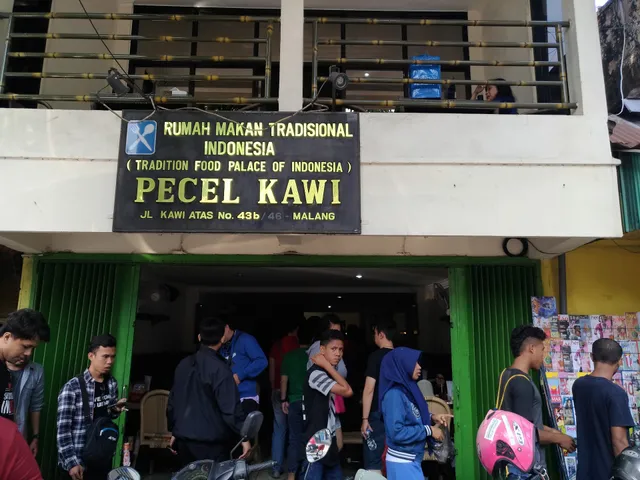 RUMAH MAKAN TRADISIONAL
INDONESIA
( TRADITION FOOD PALACE OF INDONESIA )
PECEL KAWI
JL KAWI ATAS No. 43b / 46 - MALANG